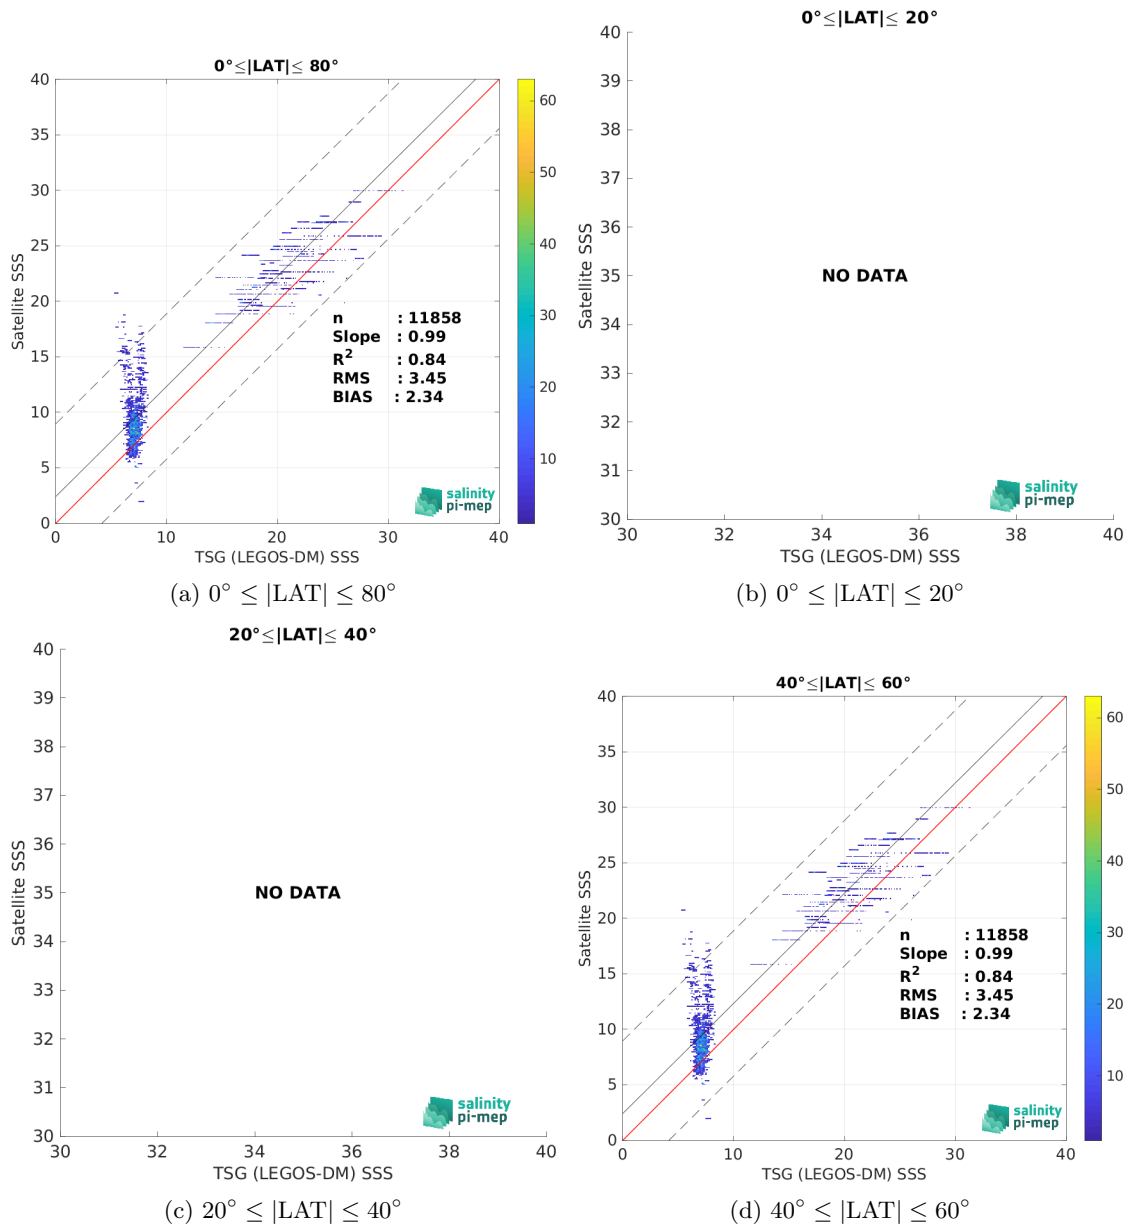 0°≤|LAT|≤ 80°
40
35
30
25
20
15
10
5
0
Satellite SSS
0
10
20
30
40
TSG (LEGOS-DM) SSS
60
50
40
30
20
10
n : 11858
Slope : 0.99
R² : 0.84
RMS : 3.45
BIAS : 2.34
salinity
pi-mep
(a) 0° ≤ |LAT| ≤ 80°
0°≤|LAT|≤ 20°
40
39
38
37
36
35
34
33
32
31
30
Satellite SSS
NO DATA
30
32
34
36
38
40
TSG (LEGOS-DM) SSS
salinity
pi-mep
(b) 0° ≤ |LAT| ≤ 20°
20°≤|LAT|≤ 40°
40
39
38
37
36
35
34
33
32
31
30
Satellite SSS
NO DATA
30
32
34
36
38
40
TSG (LEGOS-DM) SSS
salinity
pi-mep
(c) 20° ≤ |LAT| ≤ 40°
40°≤|LAT|≤ 60°
40
35
30
25
20
15
10
5
0
Satellite SSS
0
10
20
30
40
TSG (LEGOS-DM) SSS
60
50
40
30
20
10
n : 11858
Slope : 0.99
R² : 0.84
RMS : 3.45
BIAS : 2.34
salinity
pi-mep
(d) 40° ≤ |LAT| ≤ 60°